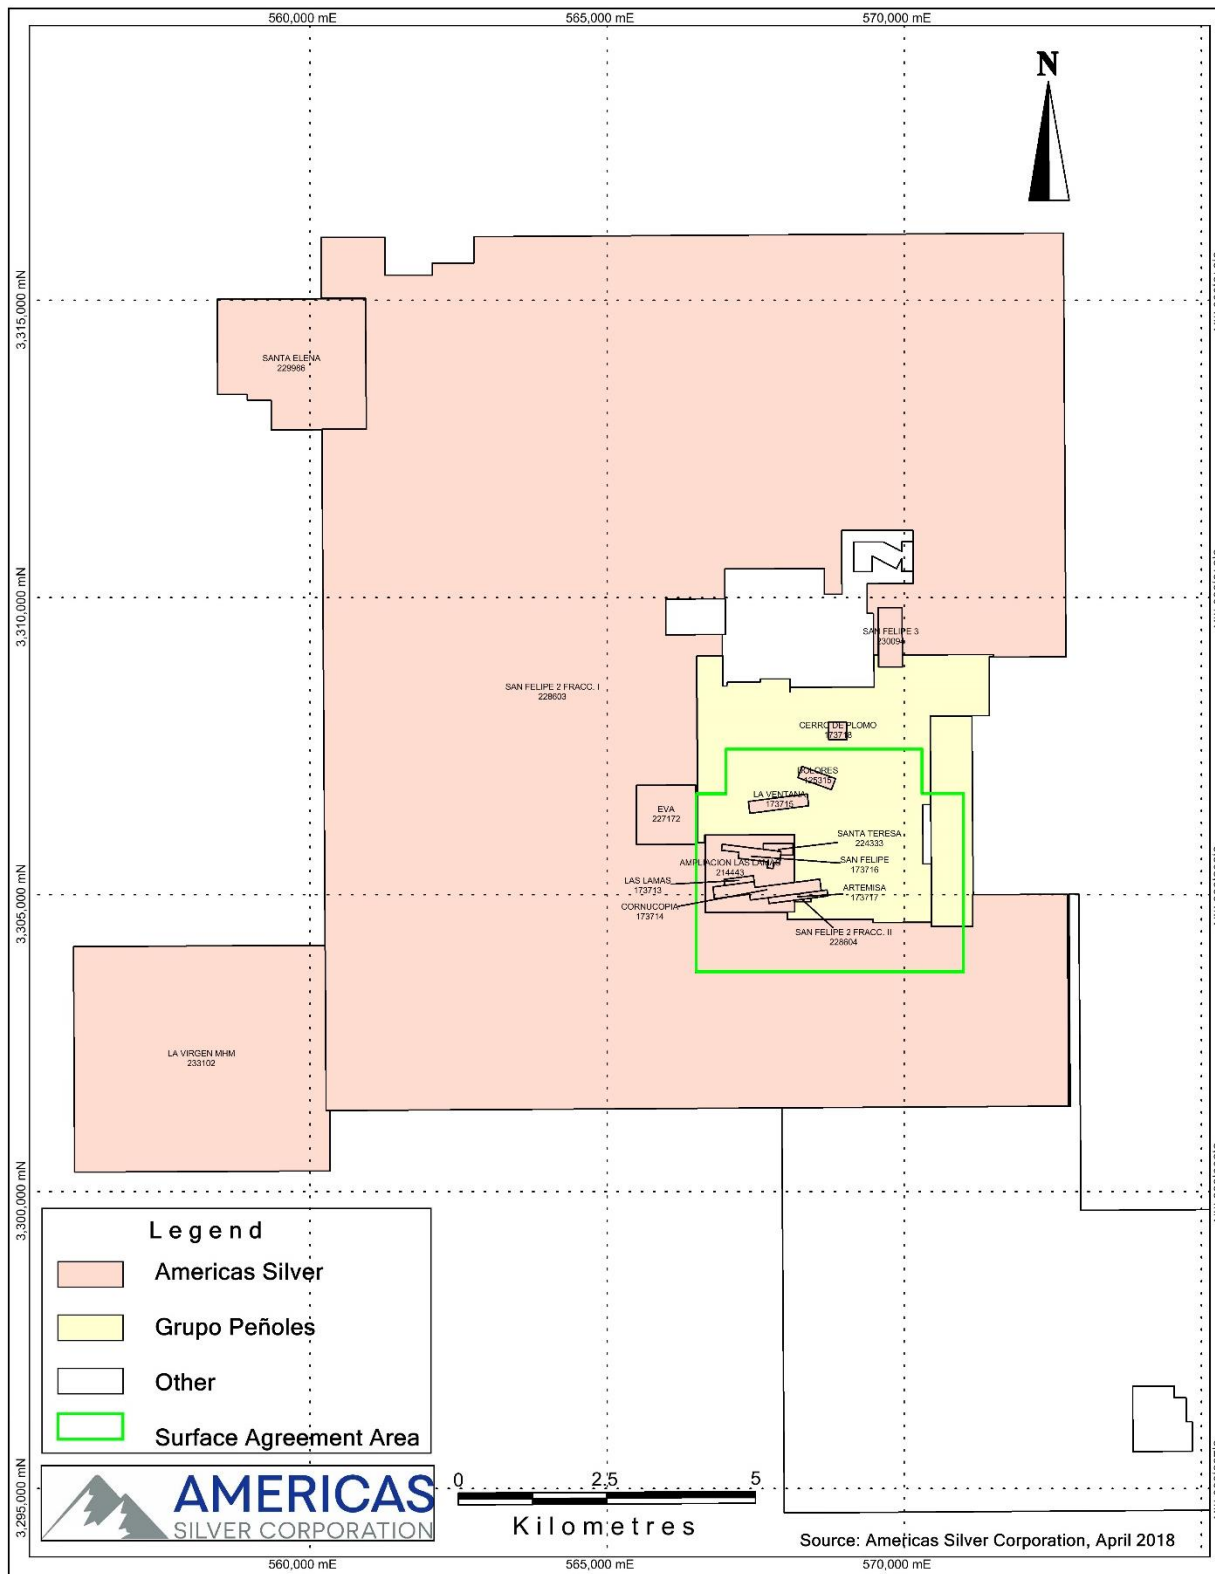 560,000 mE
565,000 mE
570,000 mE
N
3,315,000 mN
SANTA ELENA
229986
3,310,000 mN
SAN FELIPE 3
SAN FELIPE 2 FRACC. I
228603
CERRO DE PLOMO
173718
DOLORES
125315
LA VENTANA
173715
EVA
227172
SANTA TERESA
224333
SAN FELIPE
173716
AMPLIACION LAS LAMAS
214443
LAS LAMAS
173713
ARTEMISA
173717
CORNUCOPIA
173714
3,305,000 mN
SAN FELIPE 2 FRACC. II
228604
LA VIRGEN MHM
233102
3,300,000 mN
Legend
Americas Silver
Grupo Peñoles
Other
Surface Agreement Area
AMERICAS
SILVER CORPORATION
0 2.5 5
Kilometres
3,295,000 mN
Source: Americas Silver Corporation, April 2018
560,000 mE
565,000 mE
570,000 mE